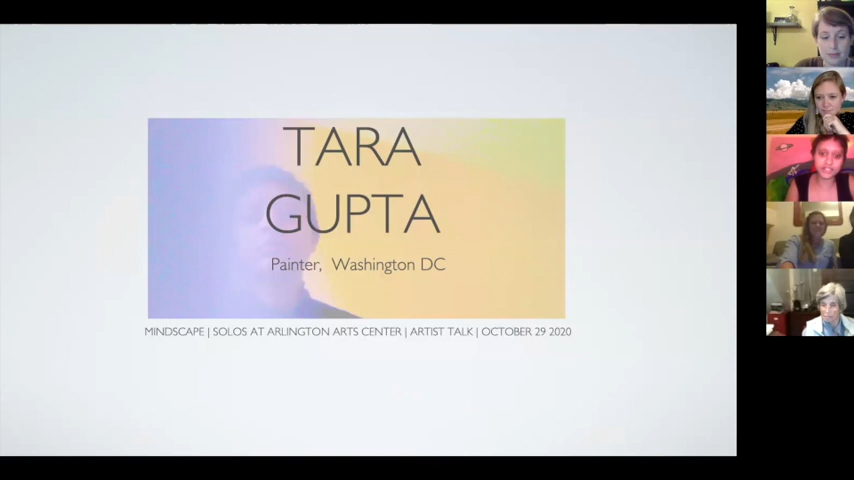 TARA
GUPTA
Painter, Washington DC
MINDSCAPE | SOLOS AT ARLINGTON ARTS CENTER | ARTIST TALK | OCTOBER 29 2020